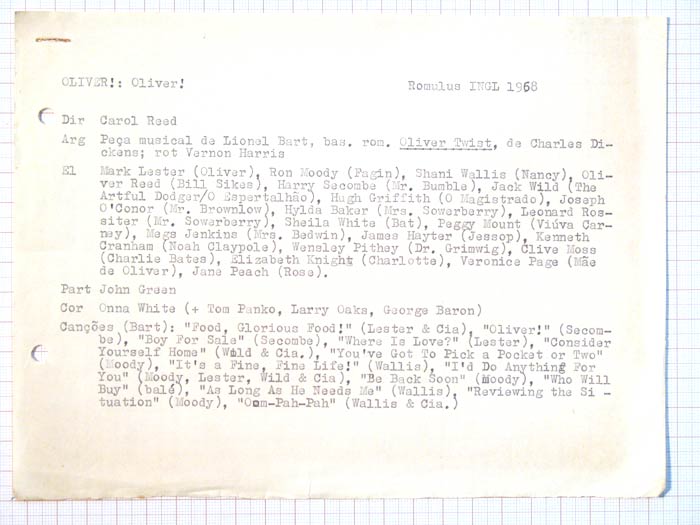 OLIVER!: Oliver! Romulus INGL 1968
Dir Carol Reed
Arg Peça musical de Lionel Bart, bas. rom. Oliver Twist, de Charles Di-
ckens; rot Vernon Harris
El Mark Lester (Oliver), Ron Moody (Fagin), Shani Wallis (Nancy), Oli-
ver Reed (Bill Sikes), Harry Secombe (Mr. Bumble), Jack Wild (The
Artful Dodger/O Espertalhão), Hugh Griffith (O Magistrado), Joseph
O'Conor (Mr. Brownlow), Hylda Baker (Mrs. Sowerberry), Leonard Ros-
siter (Mr. Sowerberry), Sheila White (Bat), Peggy Mount (Viúva Car-
ney), Megs Jenkins (Mrs. Bedwin), James Hayter (Jessop), Kenneth
Cranham (Noah Claypole), Wensley Pithey (Dr. Grimwig), Clive Moss
(Charlie Bates), Elizabeth Knight (Charlotte), Veronice Page (Mãe
de Oliver), Jane Peach (Rose).
Part John Green
Cor Onna White (+ Tom Panko, Larry Oaks, George Baron)
Canções (Bart): "Food, Glorious Food!" (Lester & Cia), "Oliver!" (Secom-
be), "Boy For Sale" (Secombe), "Where Is Love?" (Lester), "Consider
Yourself Home" (Wild & Cia.), "You've Got To Pick a Pocket or Two"
(Moody), "It's a Fine, Fine Life!" (Wallis), "I'd Do Anything For
You" (Moody, Lester, Wild & Cia), "Be Back Soon" (Moody), "Who Will
Buy" (balé), "As Long As He Needs Me" (Wallis), "Reviewing the Si -
tuation" (Moody), "Oom-Pah-Pah" (Wallis & Cia.)